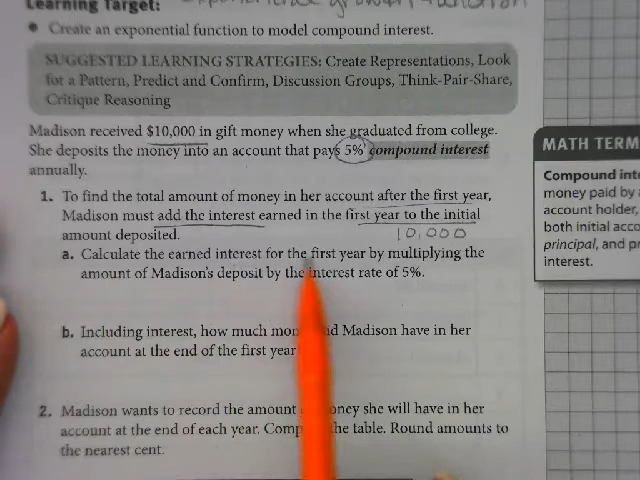 Learning Target: Exponential growth function
• Create an exponential function to model compound interest.
SUGGESTED LEARNING STRATEGIES: Create Representations, Look
for a Pattern, Predict and Confirm, Discussion Groups, Think-Pair-Share,
Critique Reasoning
Madison received $10,000 in gift money when she graduated from college.
She deposits the money into an account that pays 5% compound interest
annually.
1. To find the total amount of money in her account after the first year,
Madison must add the interest earned in the first year to the initial
amount deposited. 10,000
a. Calculate the earned interest for the first year by multiplying the
amount of Madison's deposit by the interest rate of 5%.
b. Including interest, how much Madison have in her
account at the end of the first year
2. Madison wants to record the amount she will have in her
account at the end of each year. the table. Round amounts to
the nearest cent.
MATH TERM
Compound
money paid by
account holder,
both initial
principal, and
interest.